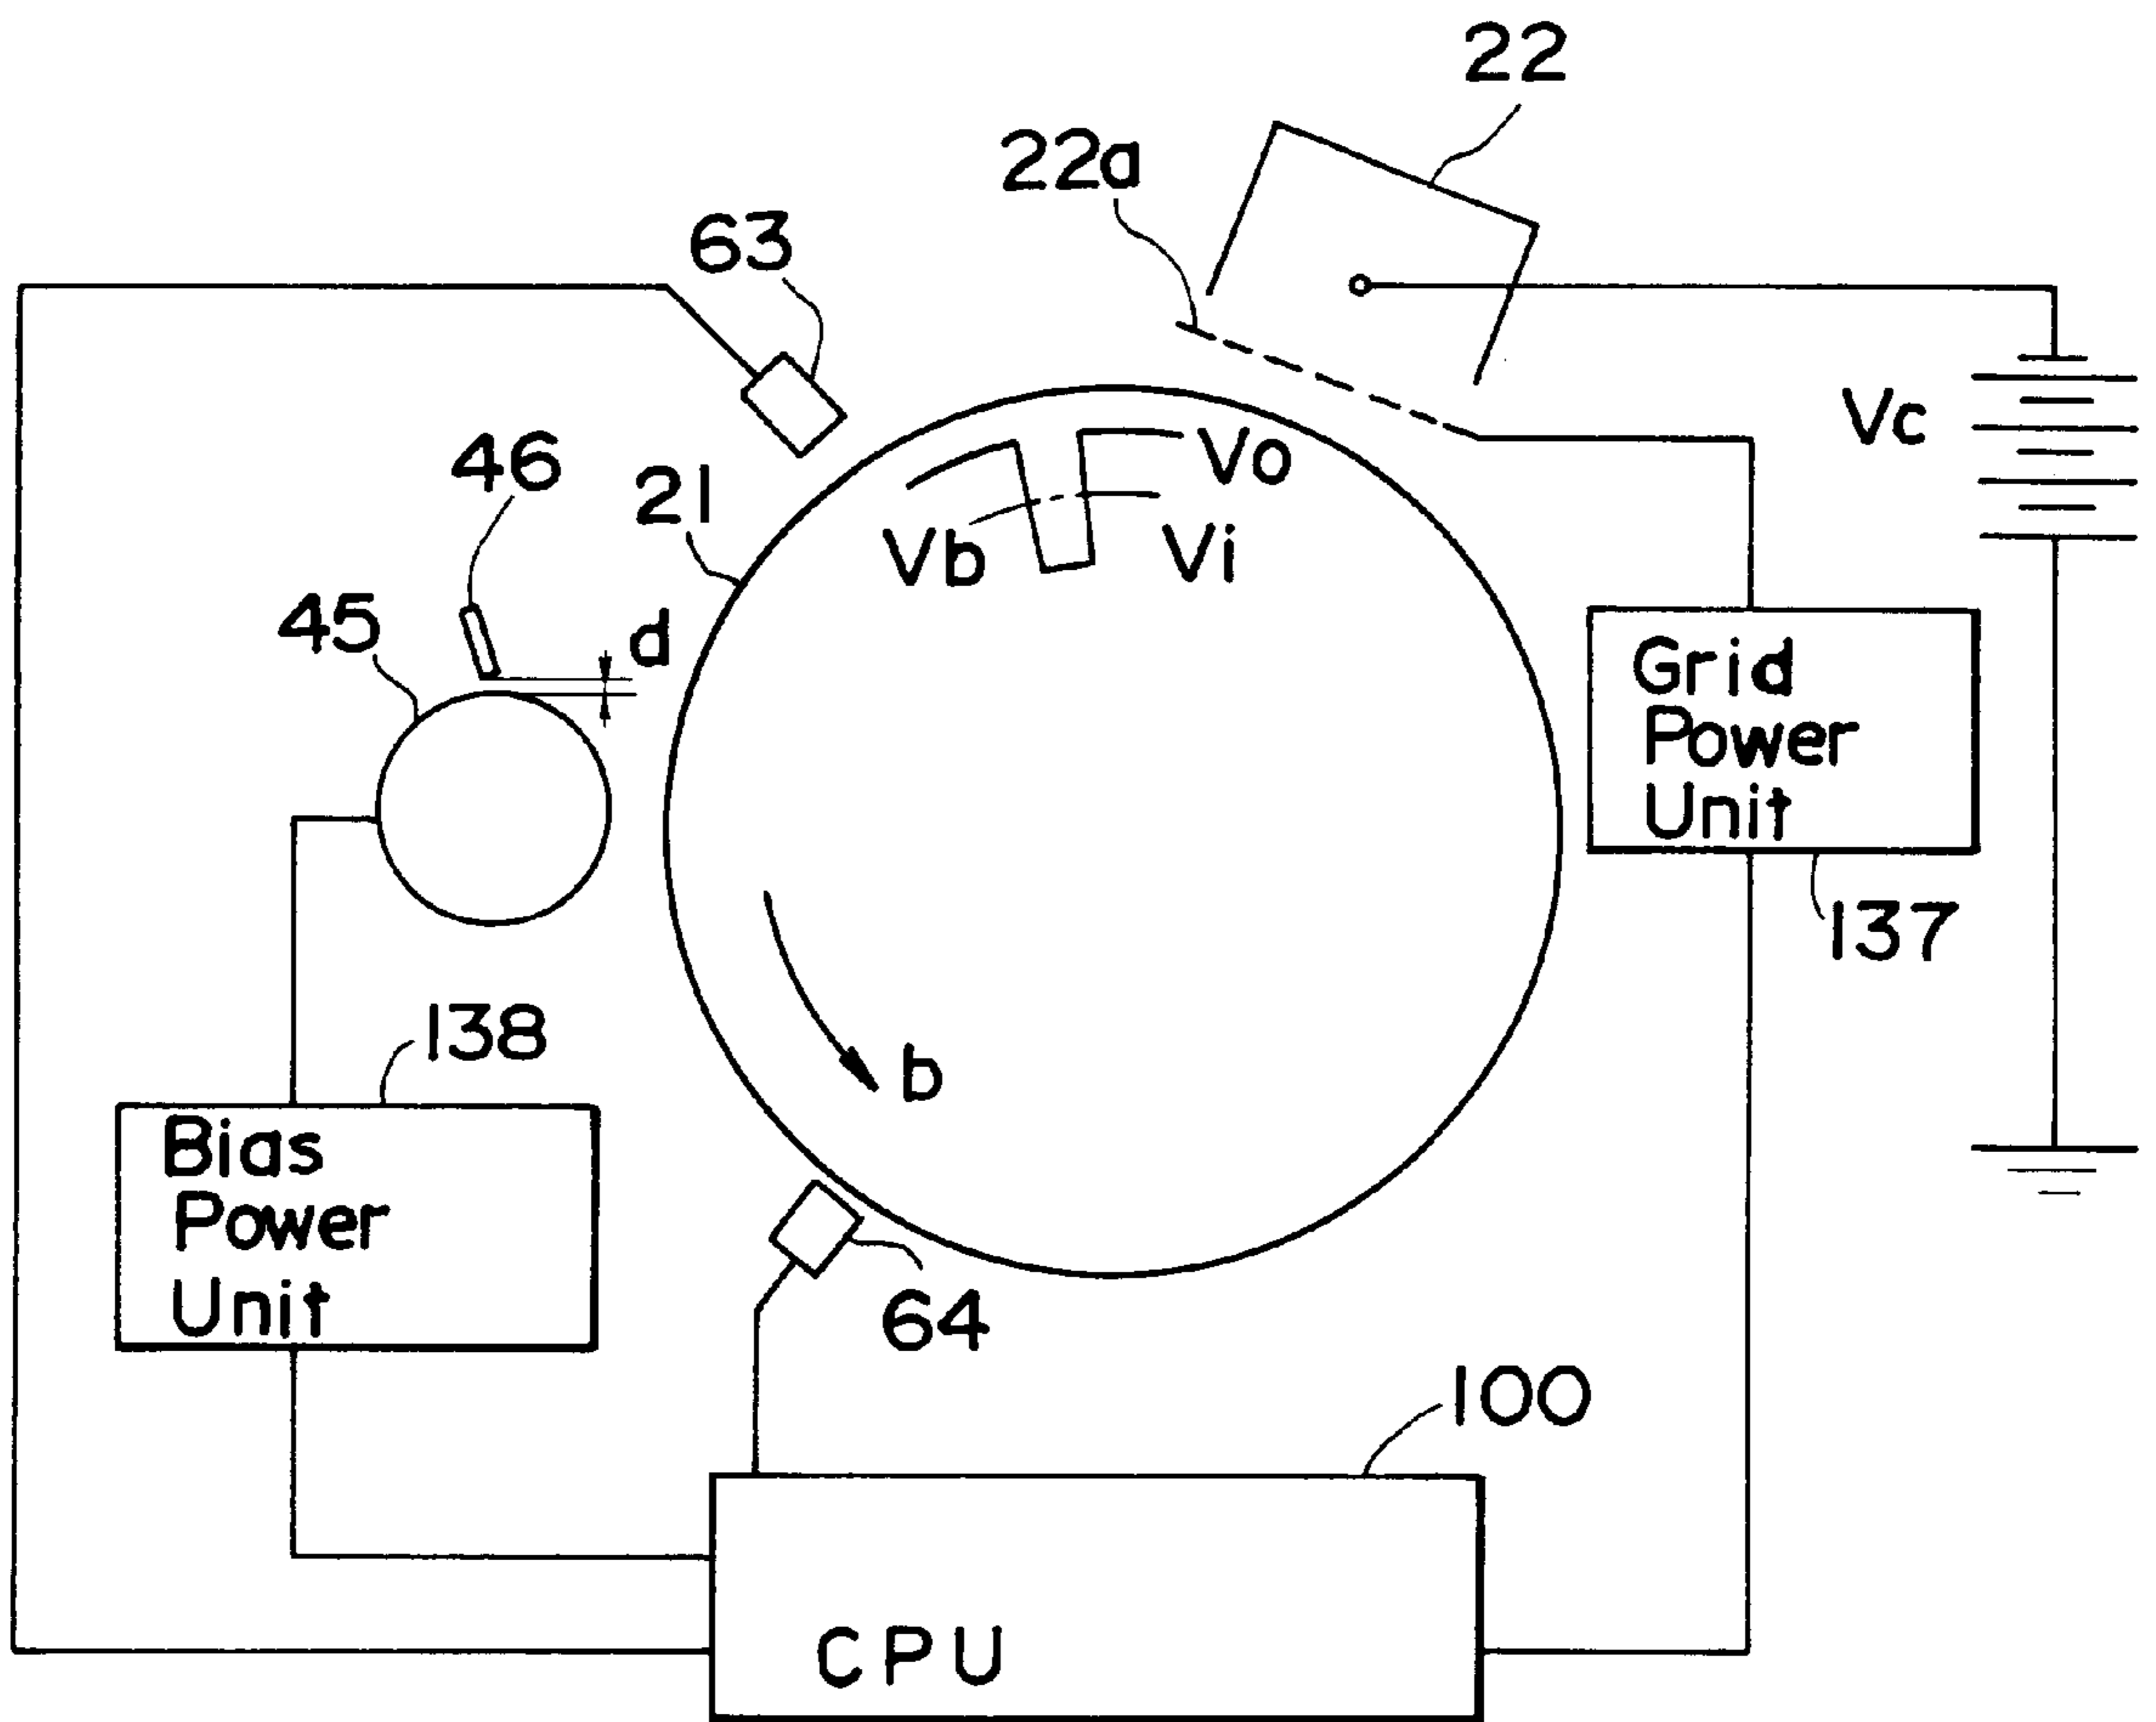 22
22a
63
Vc
46
21
Vo
Vb
Vi
45
d
Grid
Power
Unit
137
138
b
Bias
Power
Unit
64
100
CPU